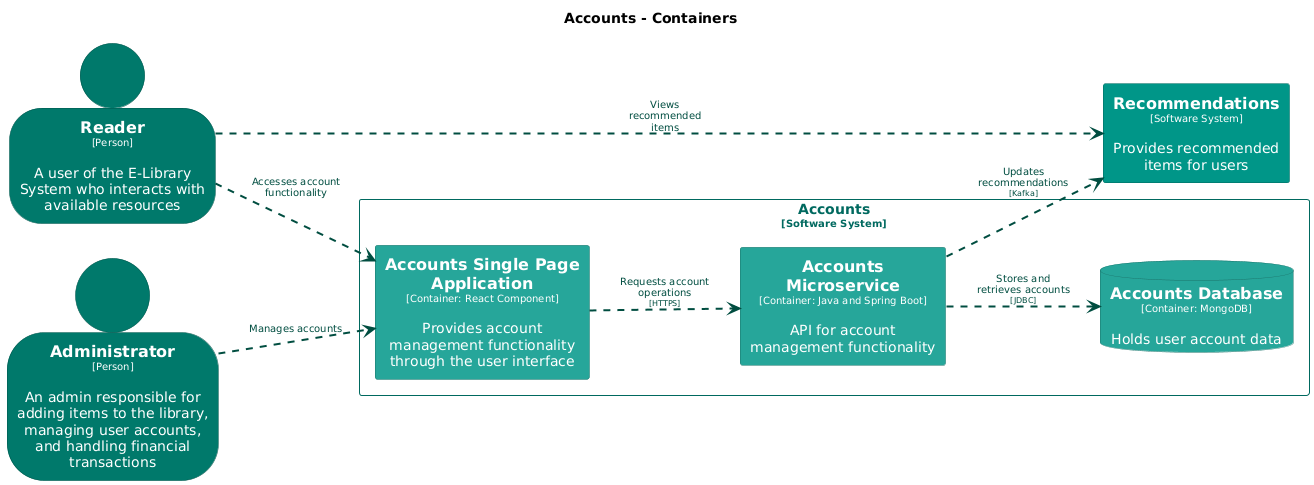 Accounts - Containers
Reader
[Person]
A user of the E-Library
System who interacts with
available resources
Views
recommended
items
Recommendations
[Software System]
Provides recommended
items for users
Accesses account
functionality
Updates
recommendations
[Kafka]
Accounts
[Software System]
Accounts Single Page
Application
[Container: React Component]
Provides account
management functionality
through the user interface
Requests account
operations
[HTTPS]
Accounts
Microservice
[Container: Java and Spring Boot]
API for account
management functionality
Stores and
retrieves accounts
[JDBC]
Accounts Database
[Container: MongoDB]
Holds user account data
Manages accounts
Administrator
[Person]
An admin responsible for
adding items to the library,
managing user accounts,
and handling financial
transactions